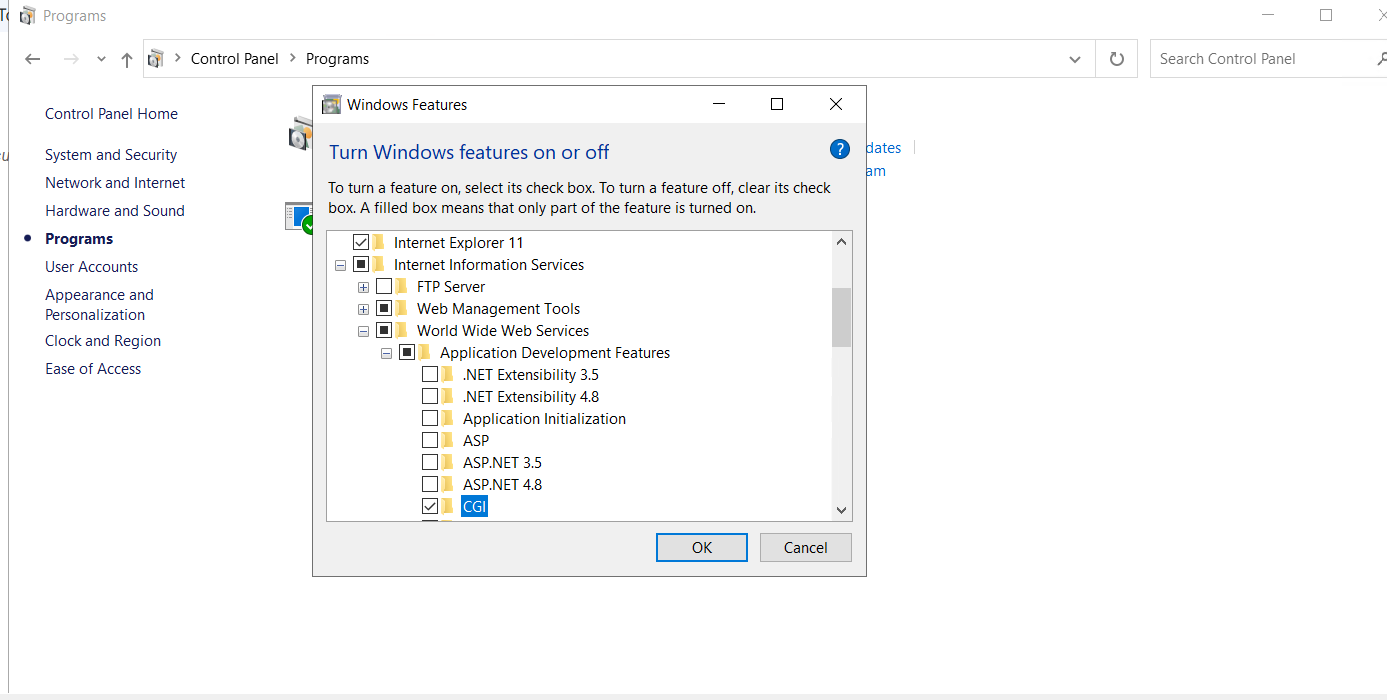 Programs
Control Panel
Programs
Search Control Panel
Control Panel Home
System and Security
Network and Internet
Hardware and Sound
Programs
User Accounts
Appearance and
Personalization
Clock and Region
Ease of Access
Windows Features
Turn Windows features on or off
?
To turn a feature on, select its check box. To turn a feature off, clear its check
box. A filled box means that only part of the feature is turned on.
Internet Explorer 11
Internet Information Services
FTP Server
Web Management Tools
World Wide Web Services
Application Development Features
.NET Extensibility 3.5
.NET Extensibility 4.8
Application Initialization
ASP
ASP.NET 3.5
ASP.NET 4.8
CGI
OK
Cancel
dates
am